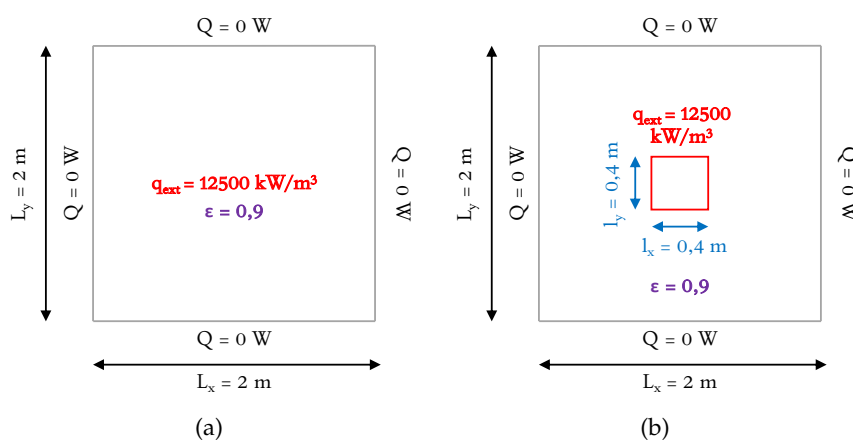 Q = 0 W
L_y = 2 m
Q = 0 W
q_ext = 12500 kW/m³
ε = 0,9
Q = 0 W
Q = 0 W
L_x = 2 m
(a)
Q = 0 W
L_y = 2 m
Q = 0 W
q_ext = 12500
kW/m³
l_y = 0,4 m
l_x = 0,4 m
ε = 0,9
Q = 0 W
Q = 0 W
L_x = 2 m
(b)